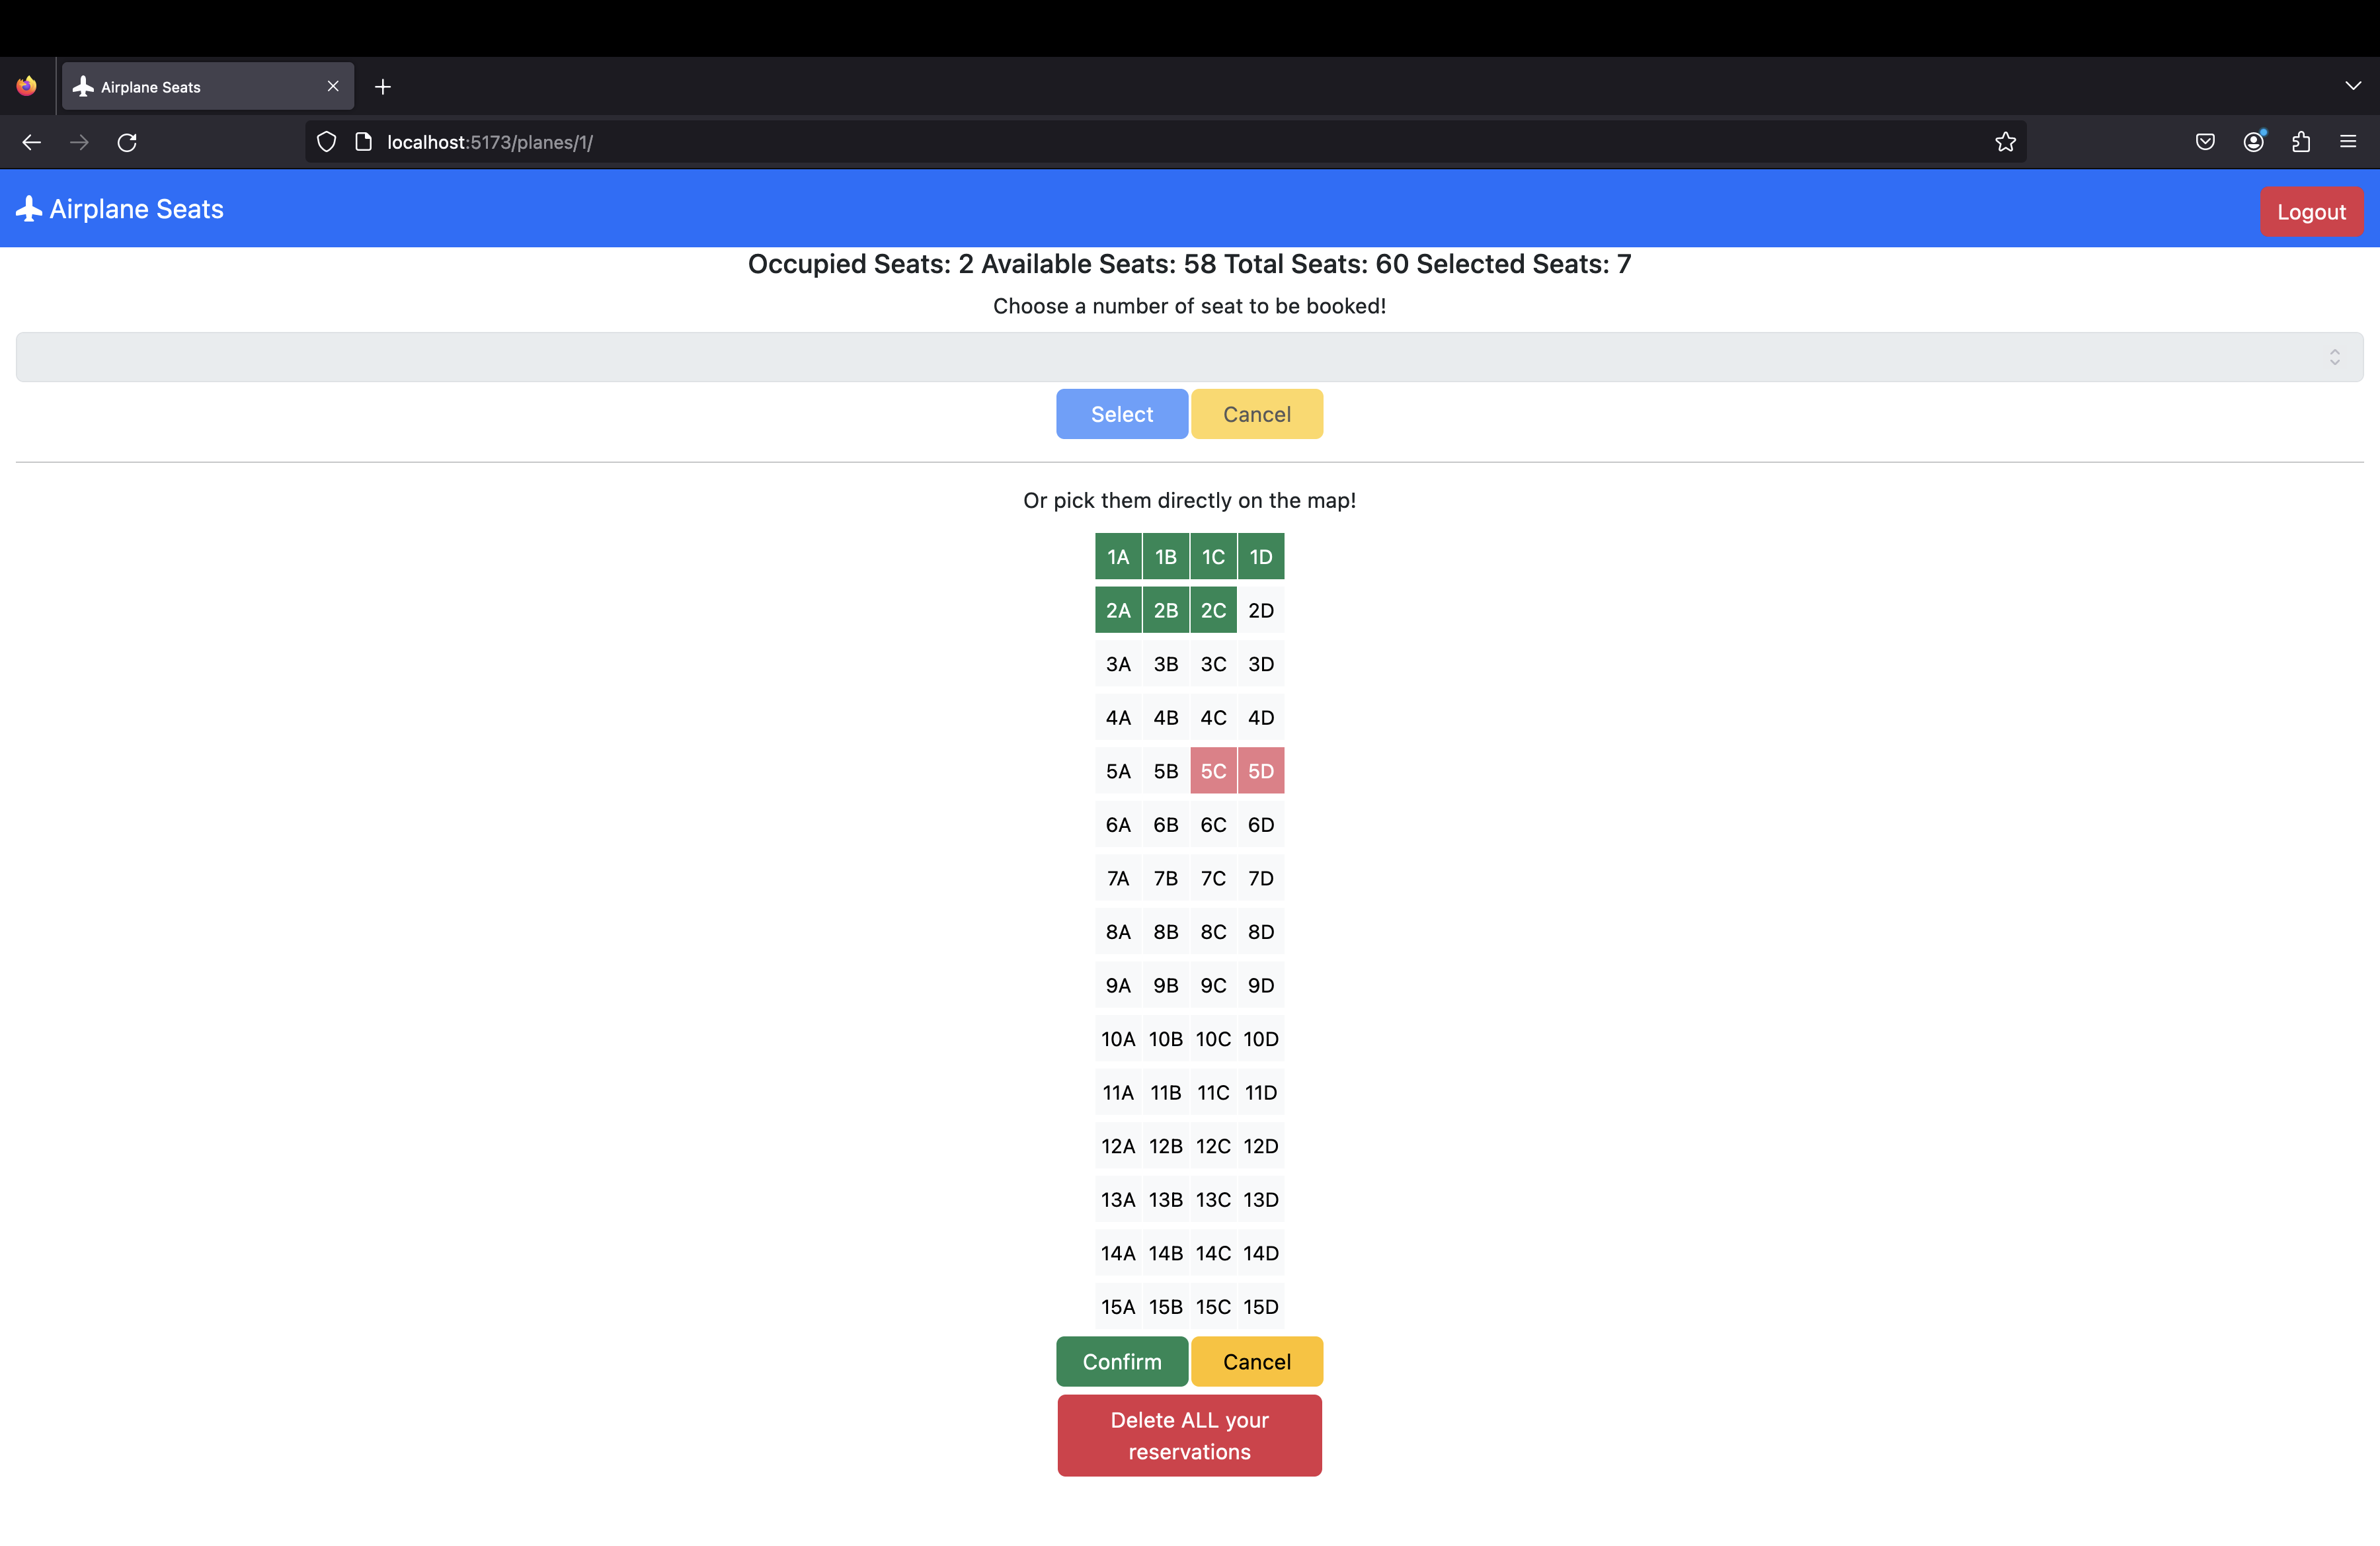 Airplane Seats
localhost:5173/planes/1/
Airplane Seats
Logout
Occupied Seats: 2 Available Seats: 58 Total Seats: 60 Selected Seats: 7
Choose a number of seat to be booked!
Select Cancel
Or pick them directly on the map!
1A 1B 1C 1D
2A 2B 2C 2D
3A 3B 3C 3D
4A 4B 4C 4D
5A 5B 5C 5D
6A 6B 6C 6D
7A 7B 7C 7D
8A 8B 8C 8D
9A 9B 9C 9D
10A 10B 10C 10D
11A 11B 11C 11D
12A 12B 12C 12D
13A 13B 13C 13D
14A 14B 14C 14D
15A 15B 15C 15D
Confirm Cancel
Delete ALL your
reservations